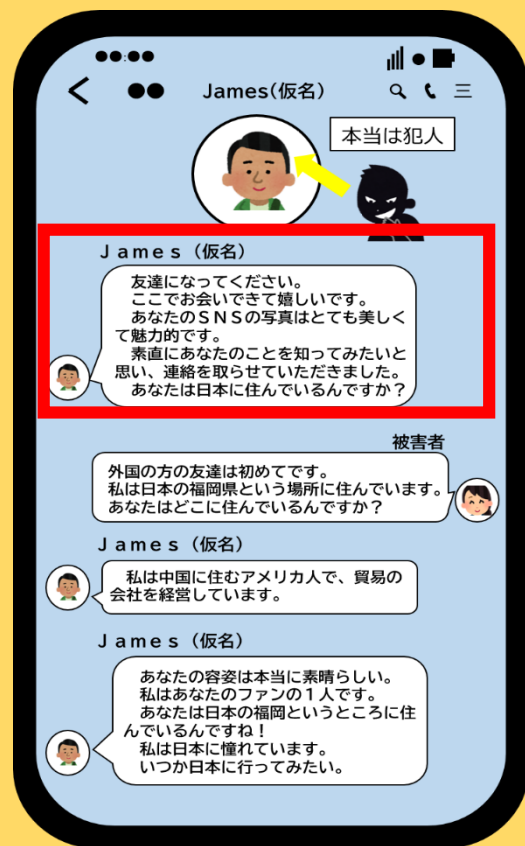 ●●:●●
●● James(仮名)
本当は犯人
James(仮名)
友達になってください。
ここでお会いできて嬉しいです。
あなたのSNSの写真はとても美しく
て魅力的です。
素直にあなたのことを知ってみたいと
思い、連絡を取らせていただきました。
あなたは日本に住んでいるんですか?
被害者
外国の方の友達は初めてです。
私は日本の福岡県という場所に住んでいます。
あなたはどこに住んでいるんですか?
James(仮名)
私は中国に住むアメリカ人で、貿易の
会社を経営しています。
James(仮名)
あなたの容姿は本当に素晴らしい。
私はあなたのファンの1人です。
あなたは日本の福岡というところに住
んでいるんですね!
私は日本に憧れています。
いつか日本に行ってみたい。